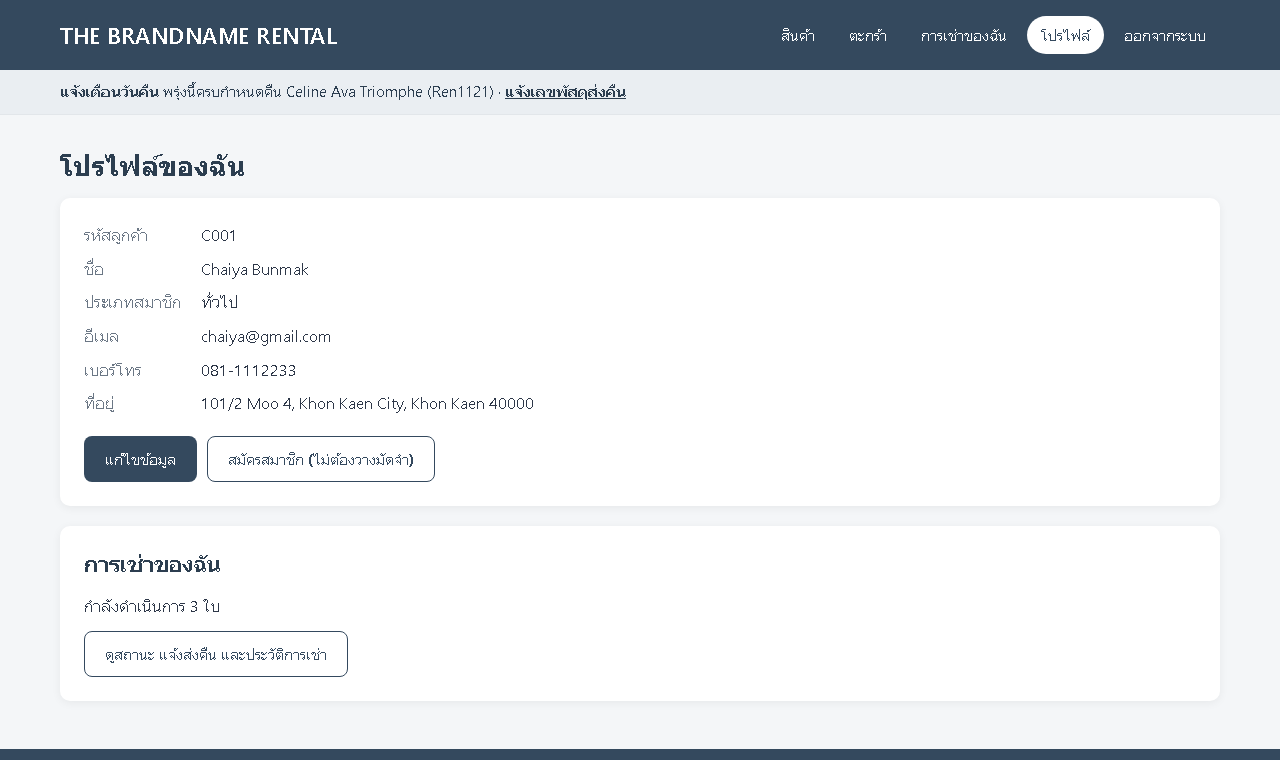 THE BRANDNAME RENTAL
สินค้า ตะกร้า การเช่าของฉัน โปรไฟล์ ออกจากระบบ
แจ้งเตือนวันคืน พรุ่งนี้ครบกำหนดคืน Celine Ava Triomphe (Ren1121) · แจ้งเลขพัสดุส่งคืน
โปรไฟล์ของฉัน
รหัสลูกค้า C001
ชื่อ Chaiya Bunmak
ประเภทสมาชิก ทั่วไป
อีเมล chaiya@gmail.com
เบอร์โทร 081-1112233
ที่อยู่ 101/2 Moo 4, Khon Kaen City, Khon Kaen 40000
แก้ไขข้อมูล สมัครสมาชิก (ไม่ต้องวางมัดจำ)
การเช่าของฉัน
กำลังดำเนินการ 3 ใบ
ดูสถานะ แจ้งส่งคืน และประวัติการเช่า